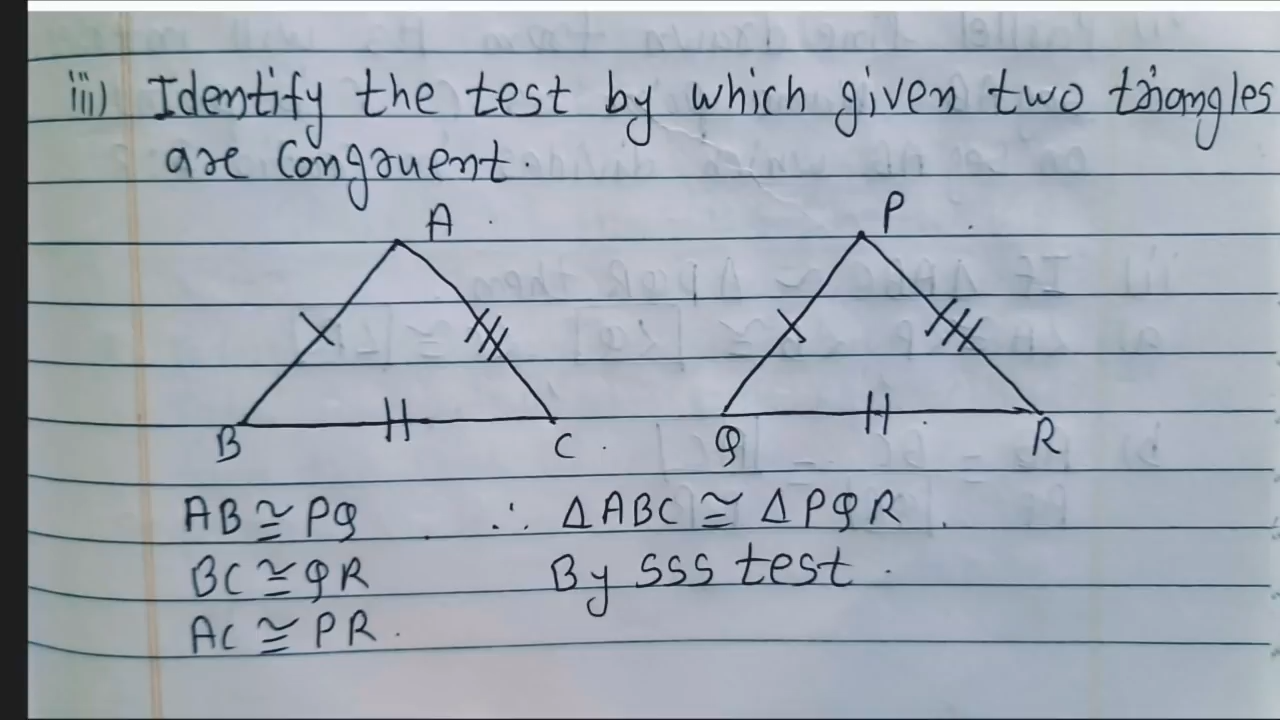 iii) Identify the test by which given two triangles
are congruent.
A
P
B
C
Q
R
AB ≅ PQ ∴ ΔABC ≅ ΔPQR
BC ≅ QR By SSS test.
AC ≅ PR.